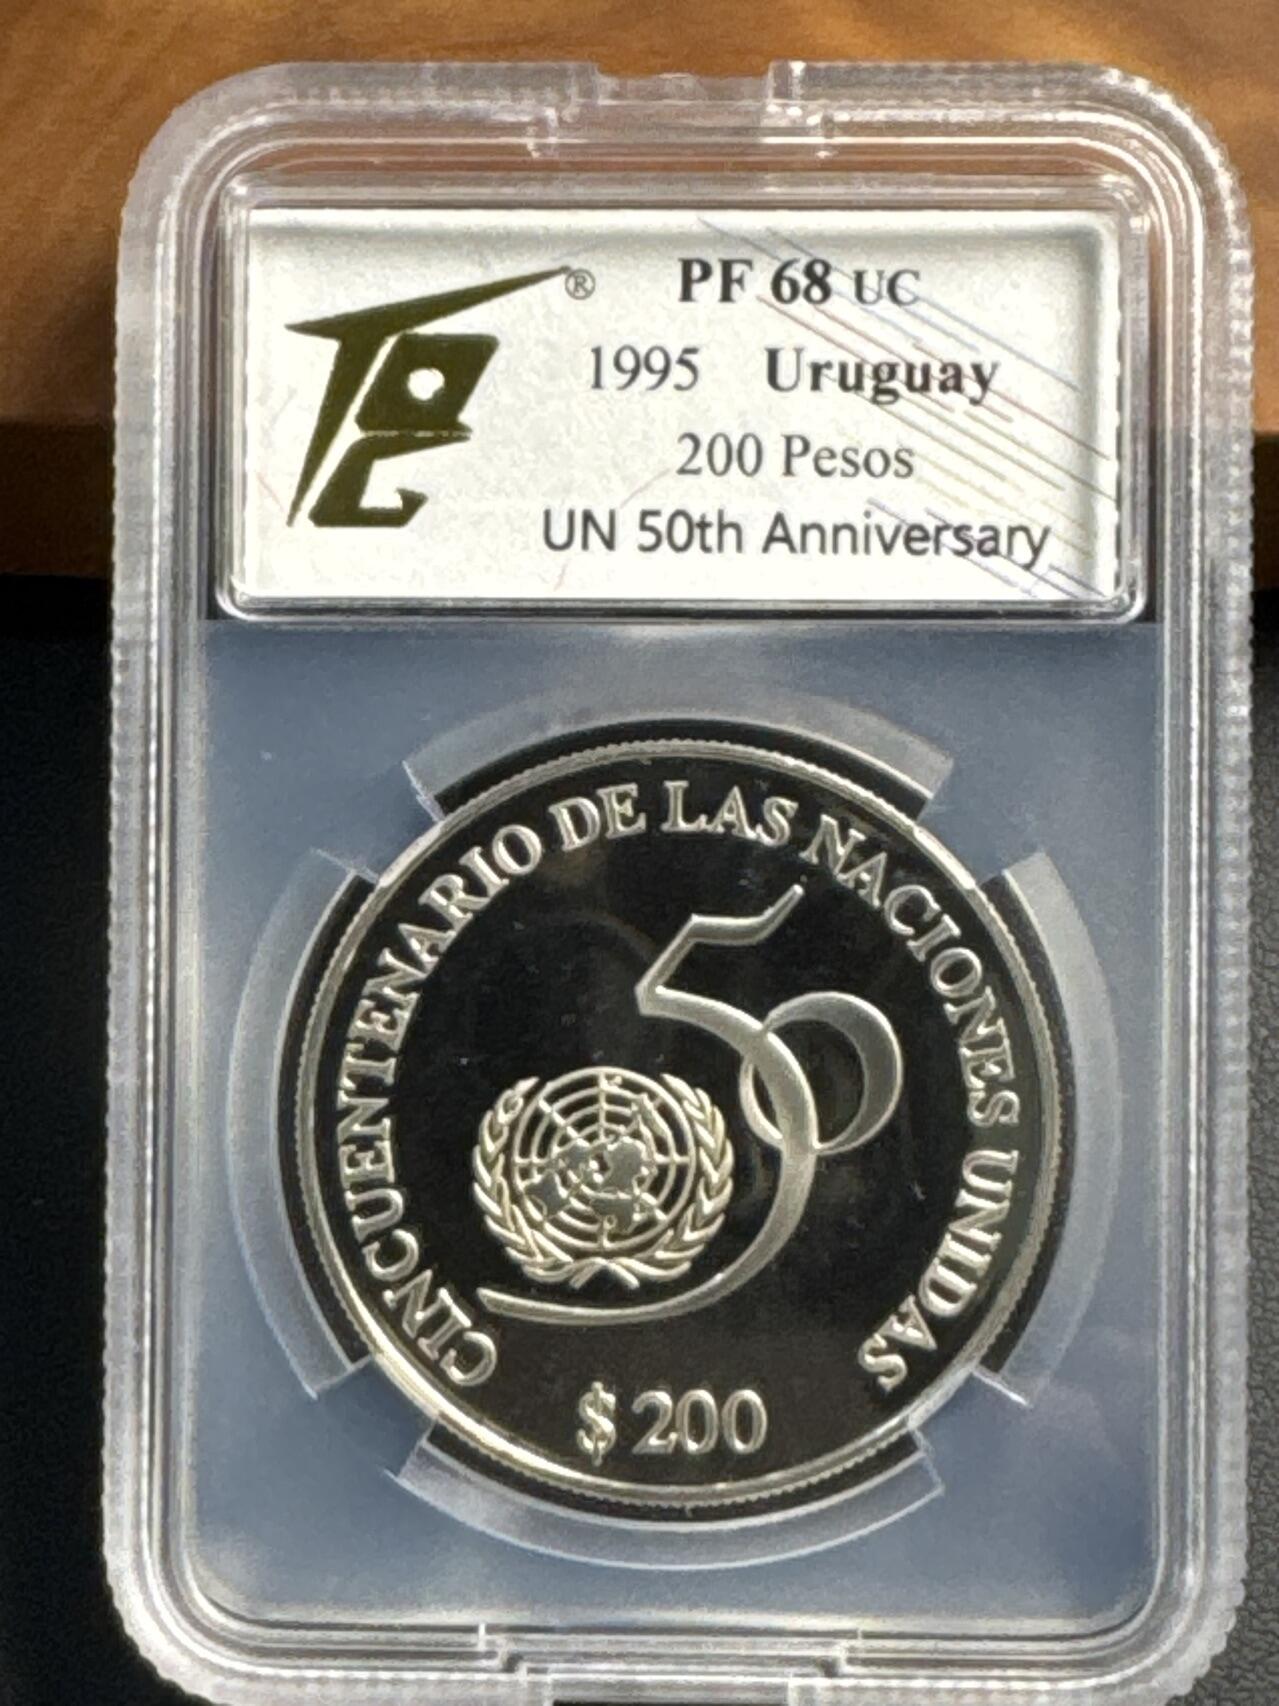 ®
PF 68 UC
1995 Uruguay
200 Pesos
UN 50th Anniversary
CINCUENTENARIO DE LAS NACIONES UNIDAS
50
$ 200